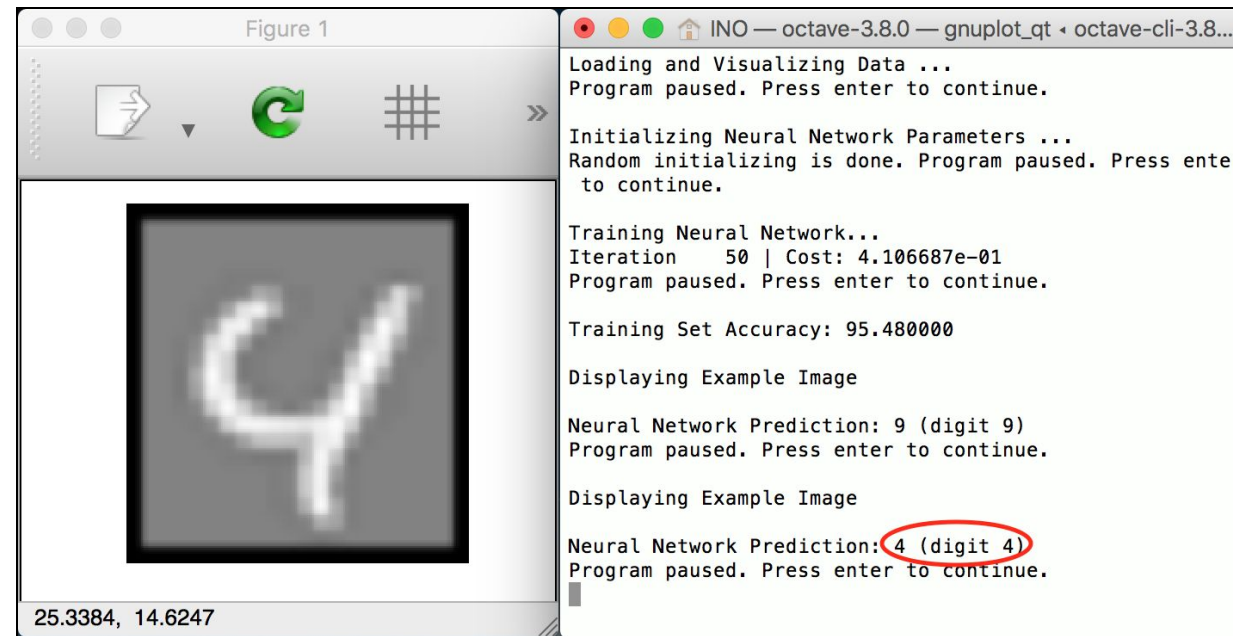 Figure 1
»
4
25.3384, 14.6247
INO — octave-3.8.0 — gnuplot_qt ◂ octave-cli-3.8...
Loading and Visualizing Data ...
Program paused. Press enter to continue.
Initializing Neural Network Parameters ...
Random initializing is done. Program paused. Press ente
to continue.
Training Neural Network...
Iteration    50 | Cost: 4.106687e-01
Program paused. Press enter to continue.
Training Set Accuracy: 95.480000
Displaying Example Image
Neural Network Prediction: 9 (digit 9)
Program paused. Press enter to continue.
Displaying Example Image
Neural Network Prediction: 4 (digit 4)
Program paused. Press enter to continue.